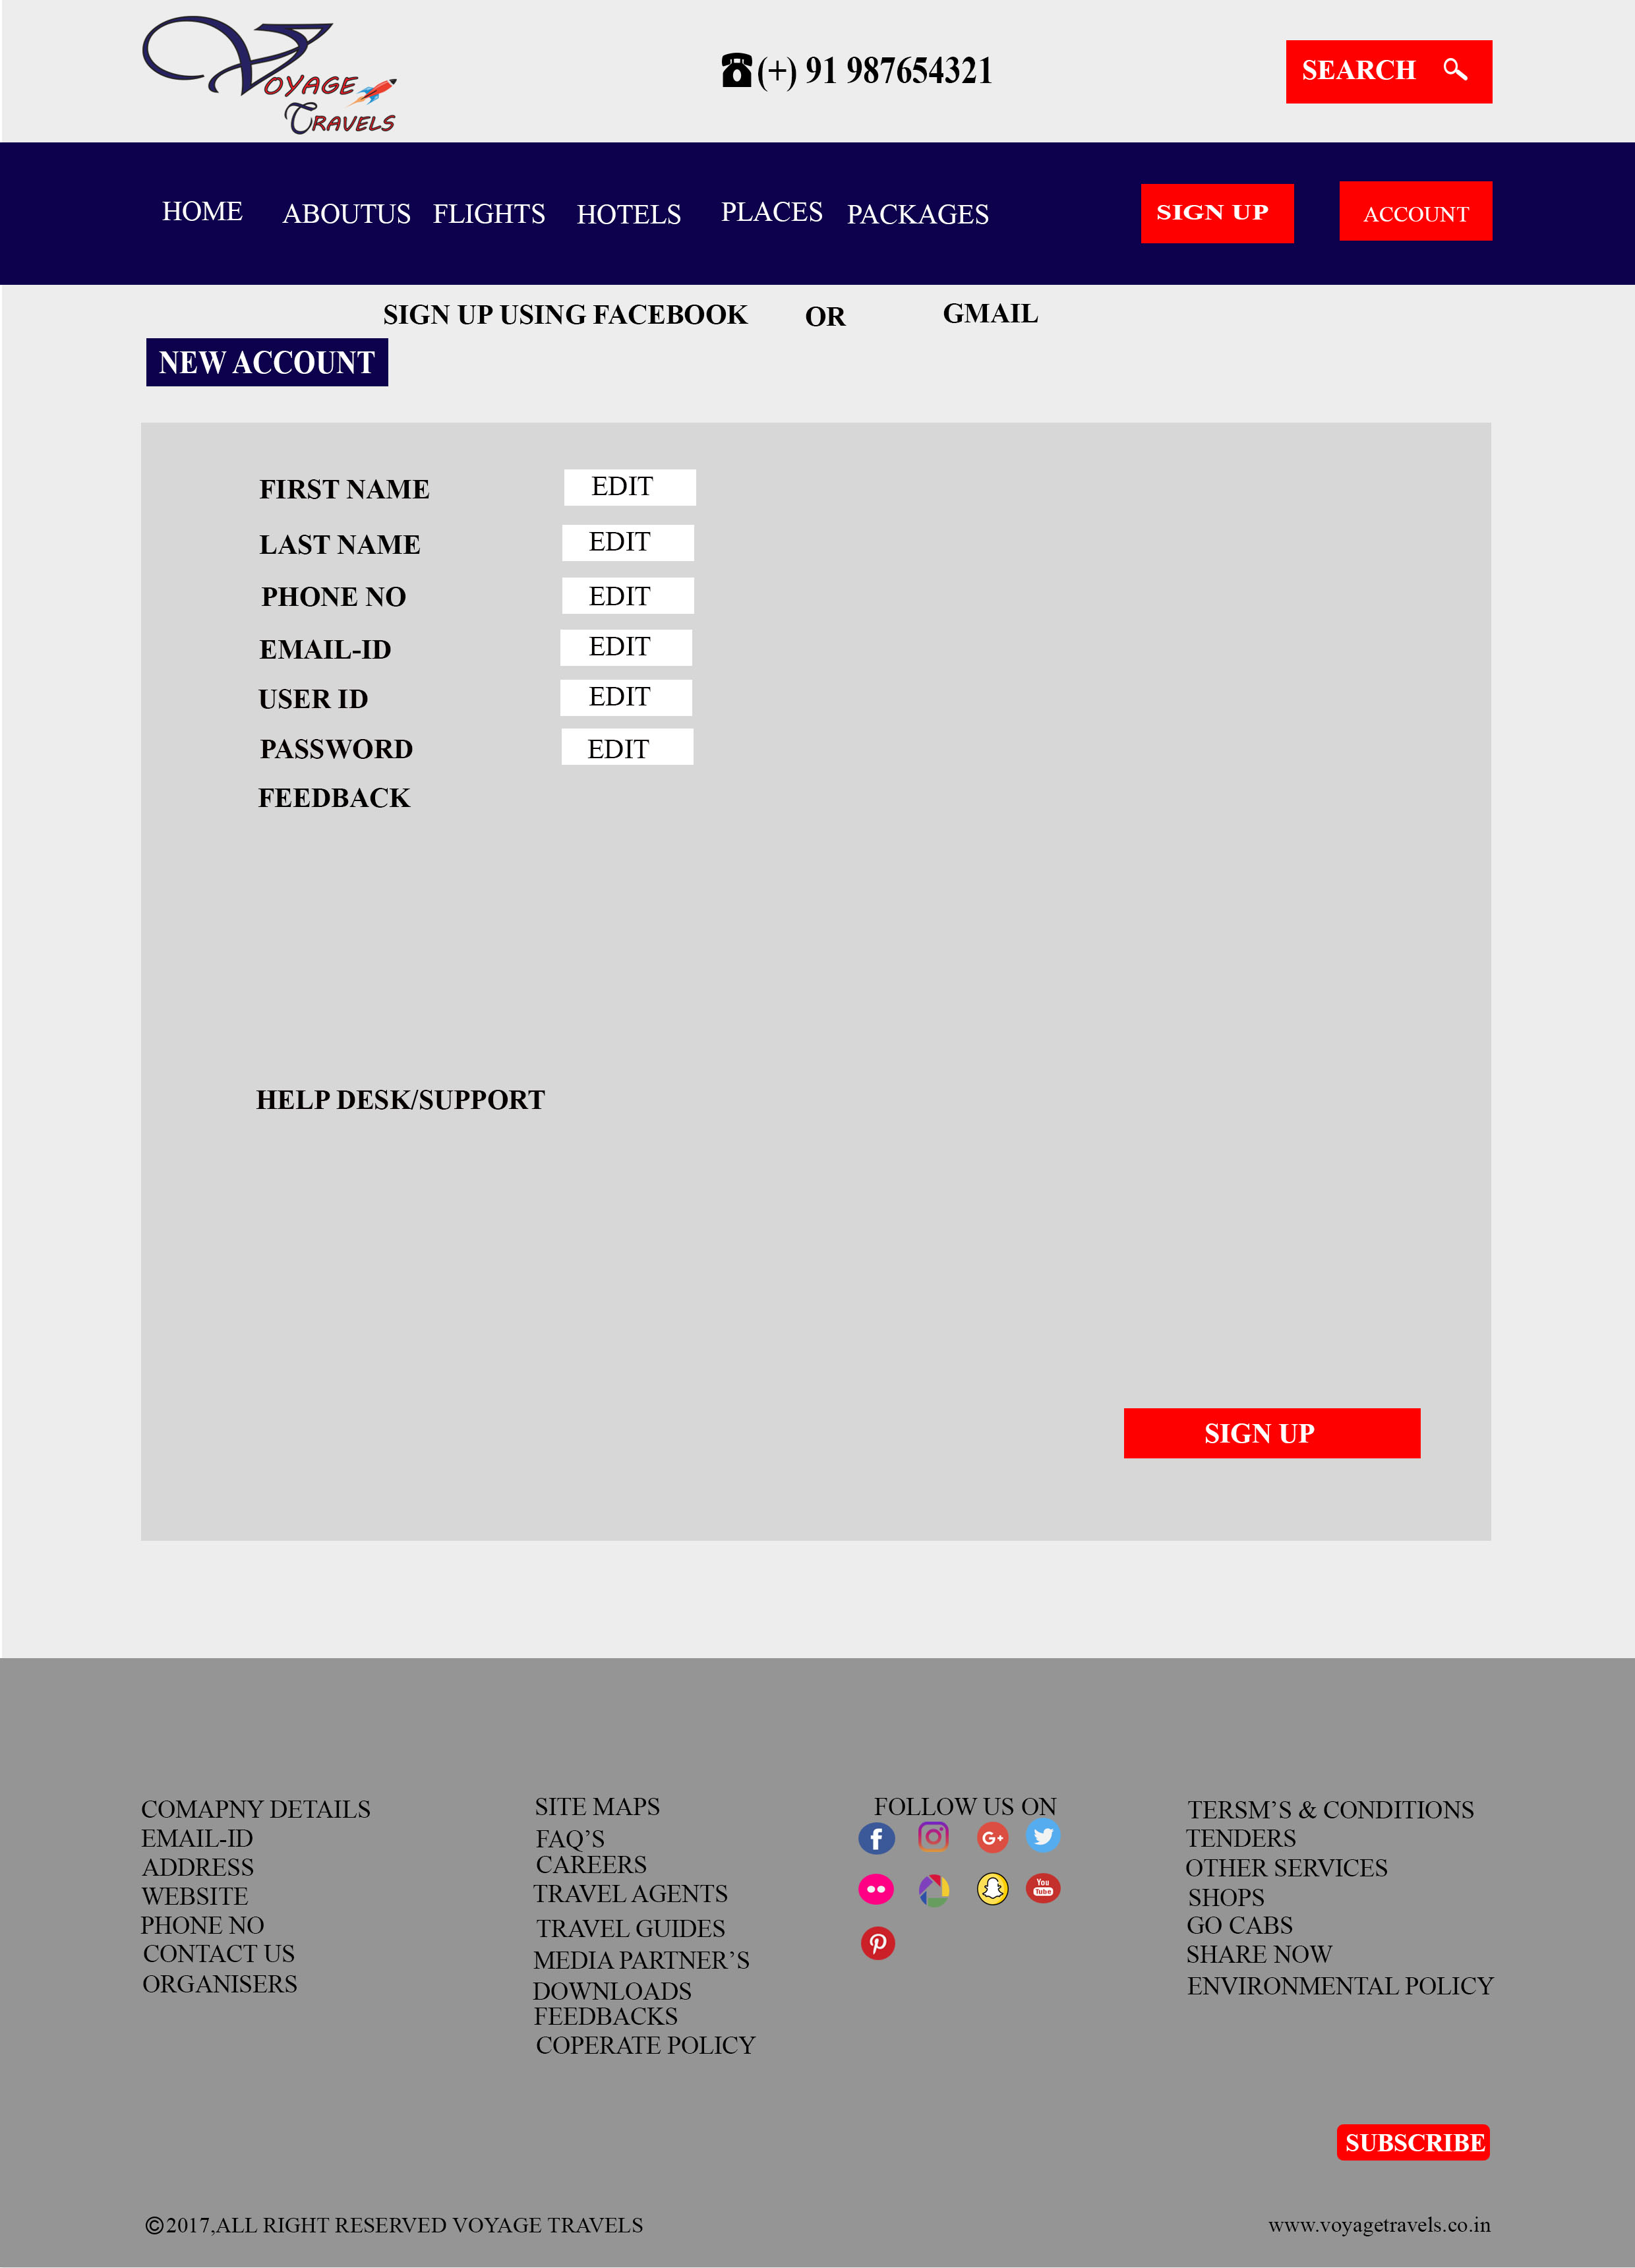 VOYAGE
TRAVELS
(+) 91 987654321
SEARCH
HOME ABOUTUS FLIGHTS HOTELS PLACES PACKAGES SIGN UP ACCOUNT
SIGN UP USING FACEBOOK OR GMAIL
NEW ACCOUNT
FIRST NAME EDIT
LAST NAME EDIT
PHONE NO EDIT
EMAIL-ID EDIT
USER ID EDIT
PASSWORD EDIT
FEEDBACK
HELP DESK/SUPPORT
SIGN UP
COMAPNY DETAILS
EMAIL-ID
ADDRESS
WEBSITE
PHONE NO
CONTACT US
ORGANISERS
SITE MAPS
FAQ’S
CAREERS
TRAVEL AGENTS
TRAVEL GUIDES
MEDIA PARTNER’S
DOWNLOADS
FEEDBACKS
COPERATE POLICY
FOLLOW US ON
You
Tube
TERSM’S & CONDITIONS
TENDERS
OTHER SERVICES
SHOPS
GO CABS
SHARE NOW
ENVIRONMENTAL POLICY
SUBSCRIBE
©2017,ALL RIGHT RESERVED VOYAGE TRAVELS
www.voyagetravels.co.in